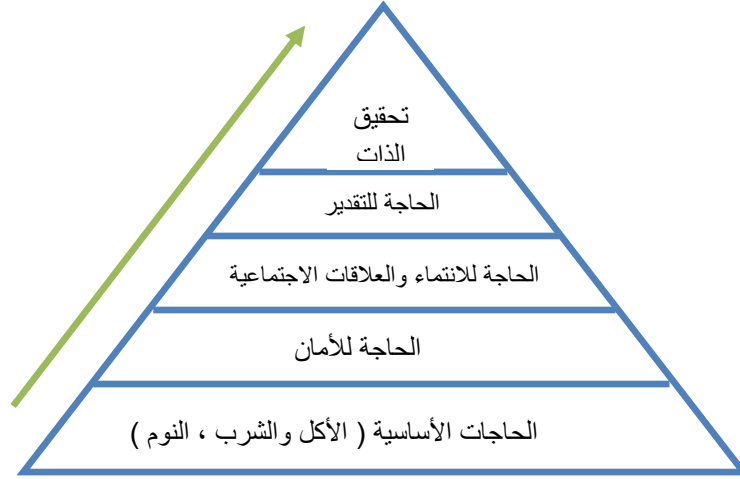 تحقيق
الذات
الحاجة للتقدير
الحاجة للانتماء والعلاقات الاجتماعية
الحاجة للأمان
الحاجات الأساسية ( الأكل والشرب ، النوم )